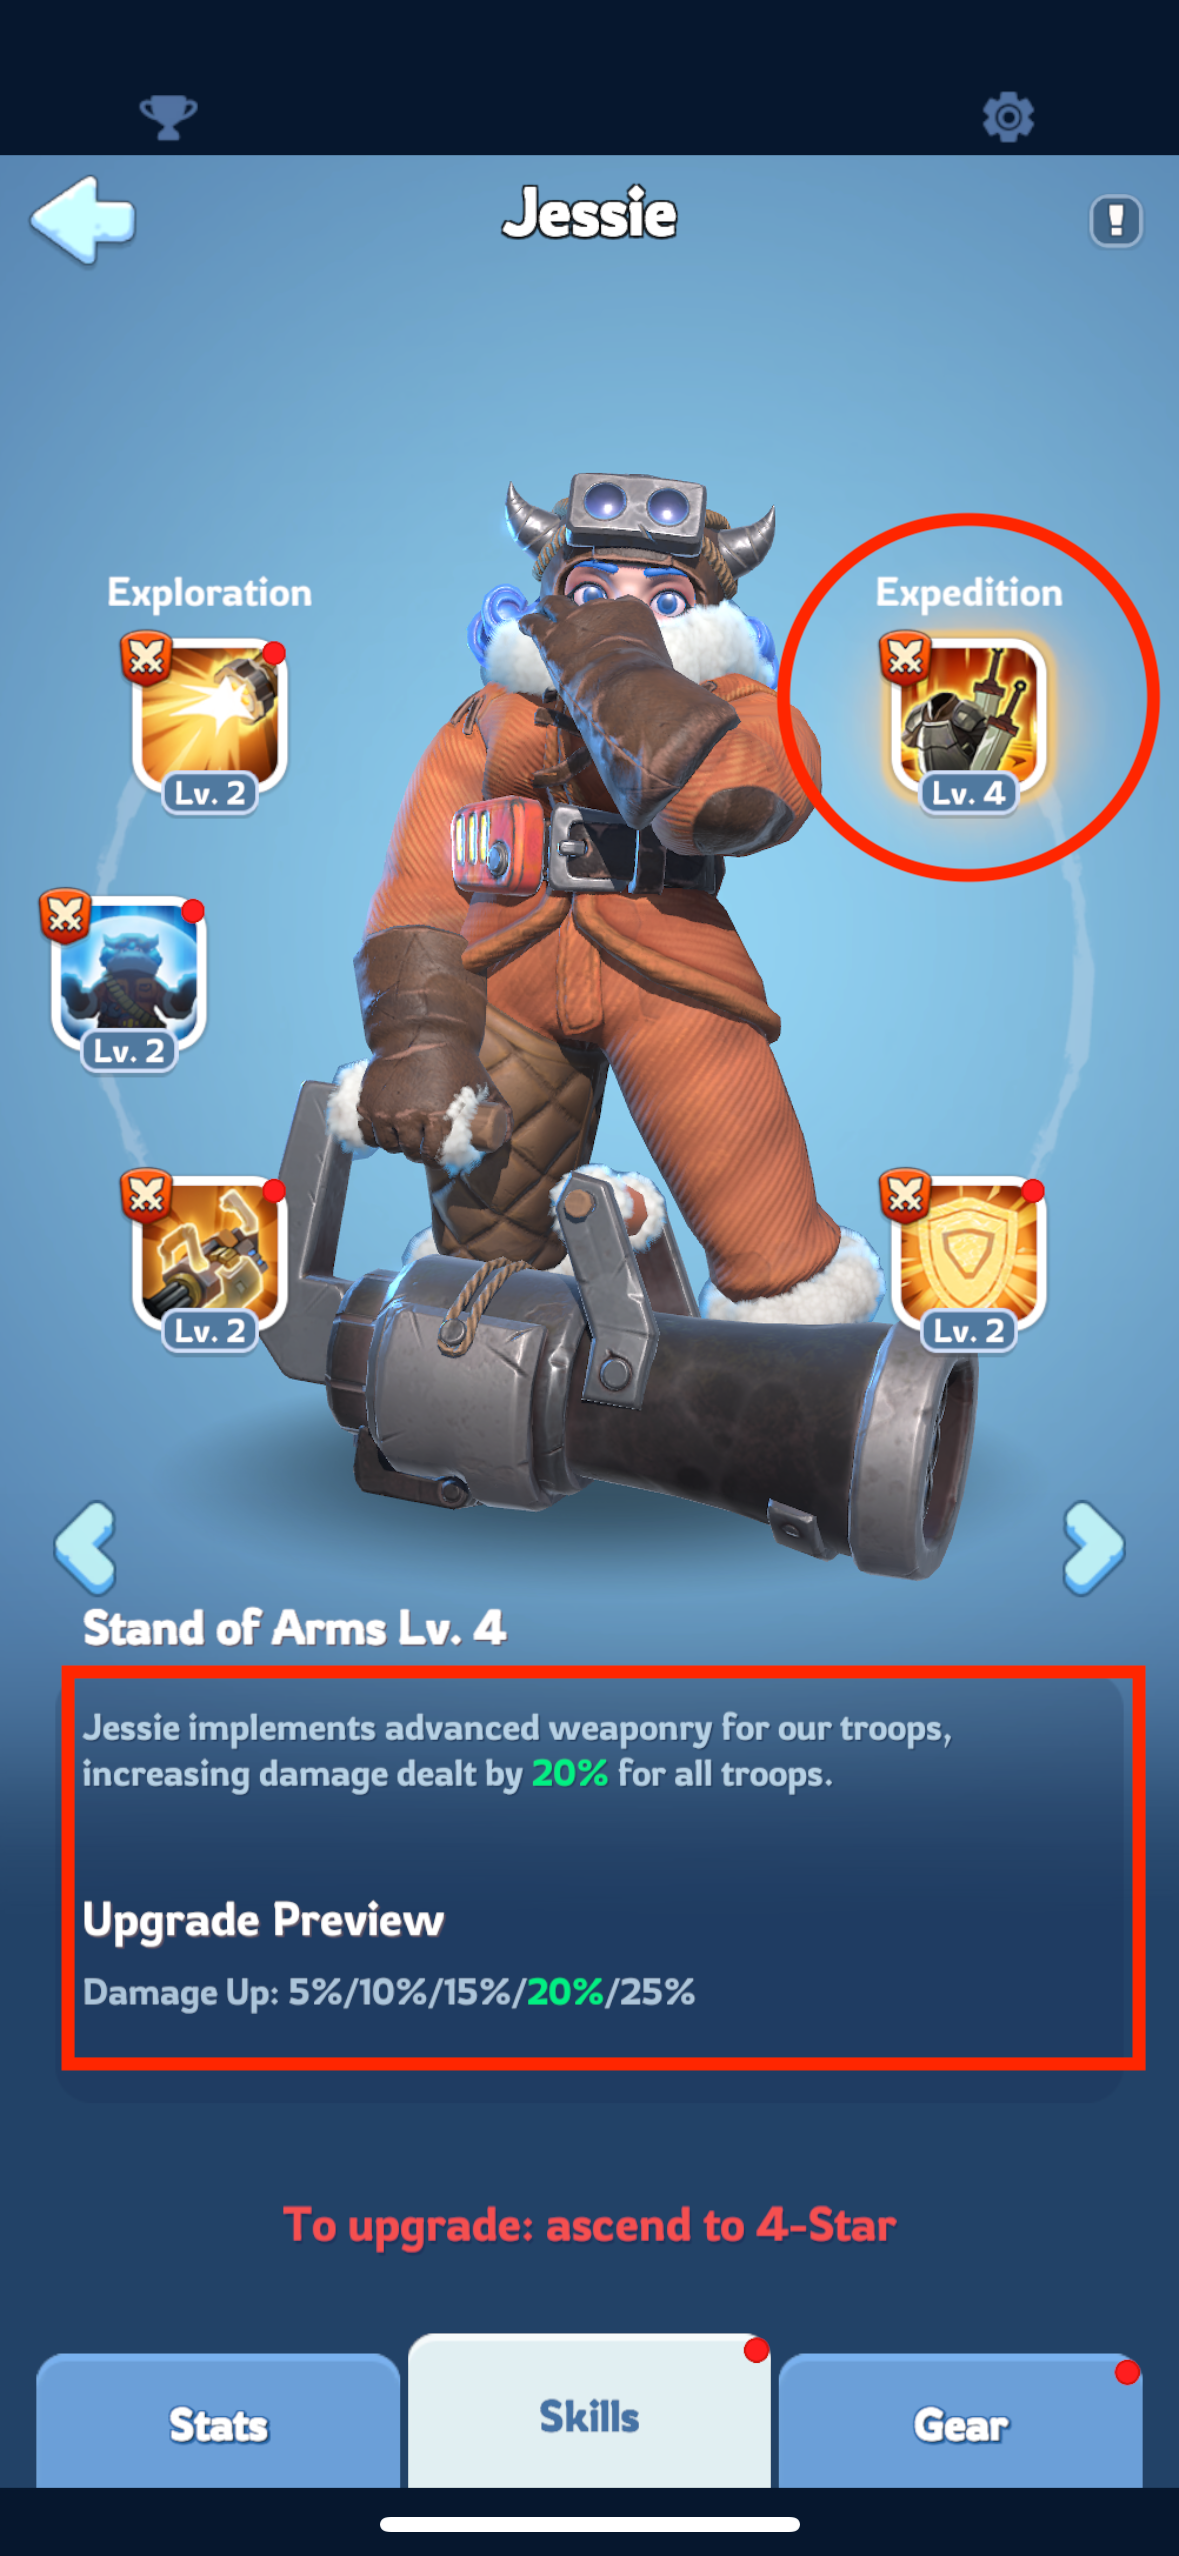 Jessie
Exploration
Expedition
Lv. 2
Lv. 4
Lv. 2
Lv. 2
Lv. 2
Stand of Arms Lv. 4
Jessie implements advanced weaponry for our troops,
increasing damage dealt by 20% for all troops.
Upgrade Preview
Damage Up: 5%/10%/15%/20%/25%
To upgrade: ascend to 4-Star
Stats
Skills
Gear